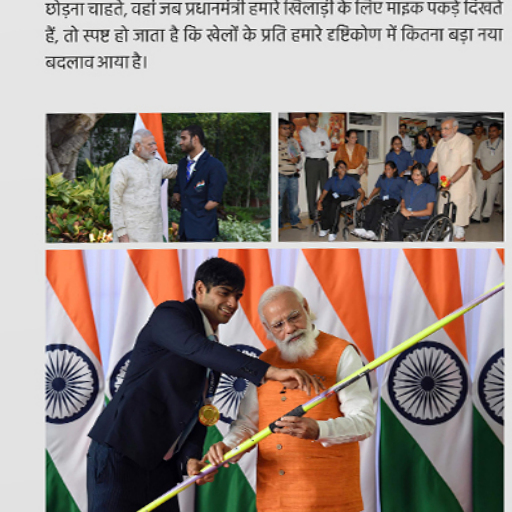 छोड़ना चाहते, वहाँ जब प्रधानमंत्री हमारे खिलाड़ी के लिए माइक पकड़े दिखते
हैं, तो स्पष्ट हो जाता है कि खेलों के प्रति हमारे दृष्टिकोण में कितना बड़ा नया
बदलाव आया है।